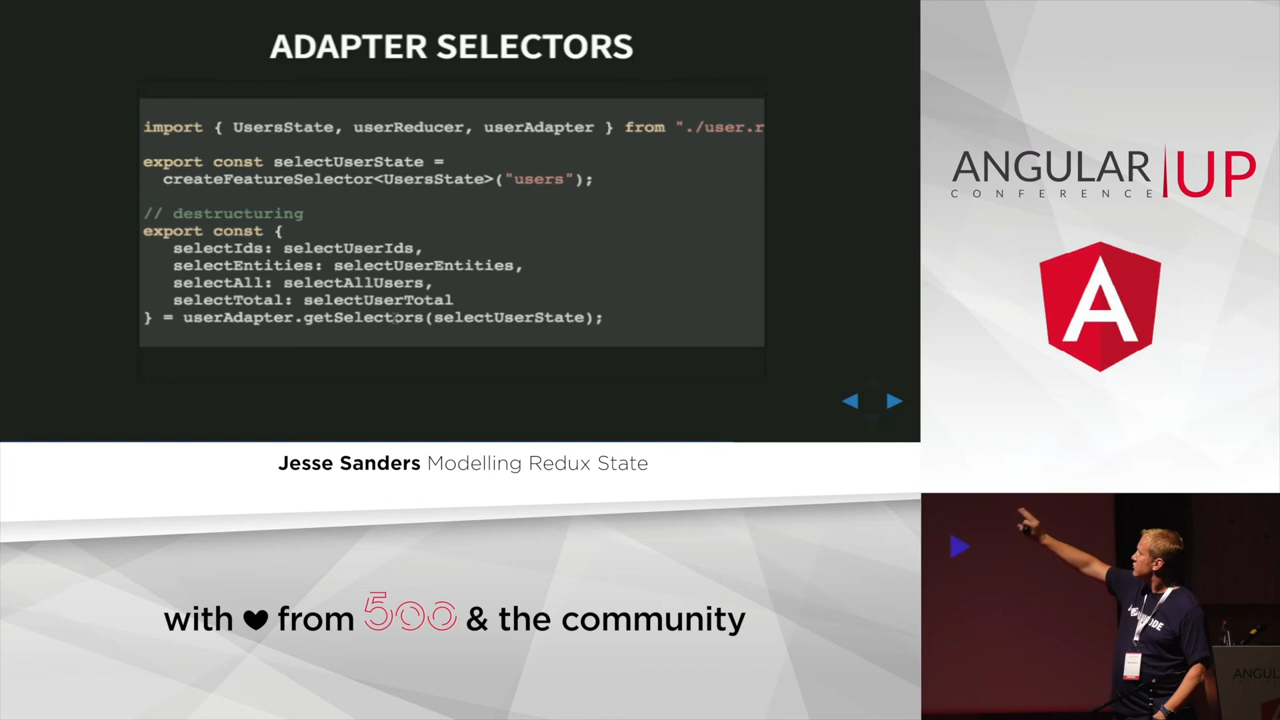 ADAPTER SELECTORS
import { UsersState, userReducer, userAdapter } from "./user.r
export const selectUserState =
createFeatureSelector<UsersState>("users");
// destructuring
export const {
selectIds: selectUserIds,
selectEntities: selectUserEntities,
selectAll: selectAllUsers,
selectTotal: selectUserTotal
} = userAdapter.getSelectors(selectUserState);
Jesse Sanders Modelling Redux State
with from 500 & the community
ANGULAR UP
CONFERENCE
A
ANGU